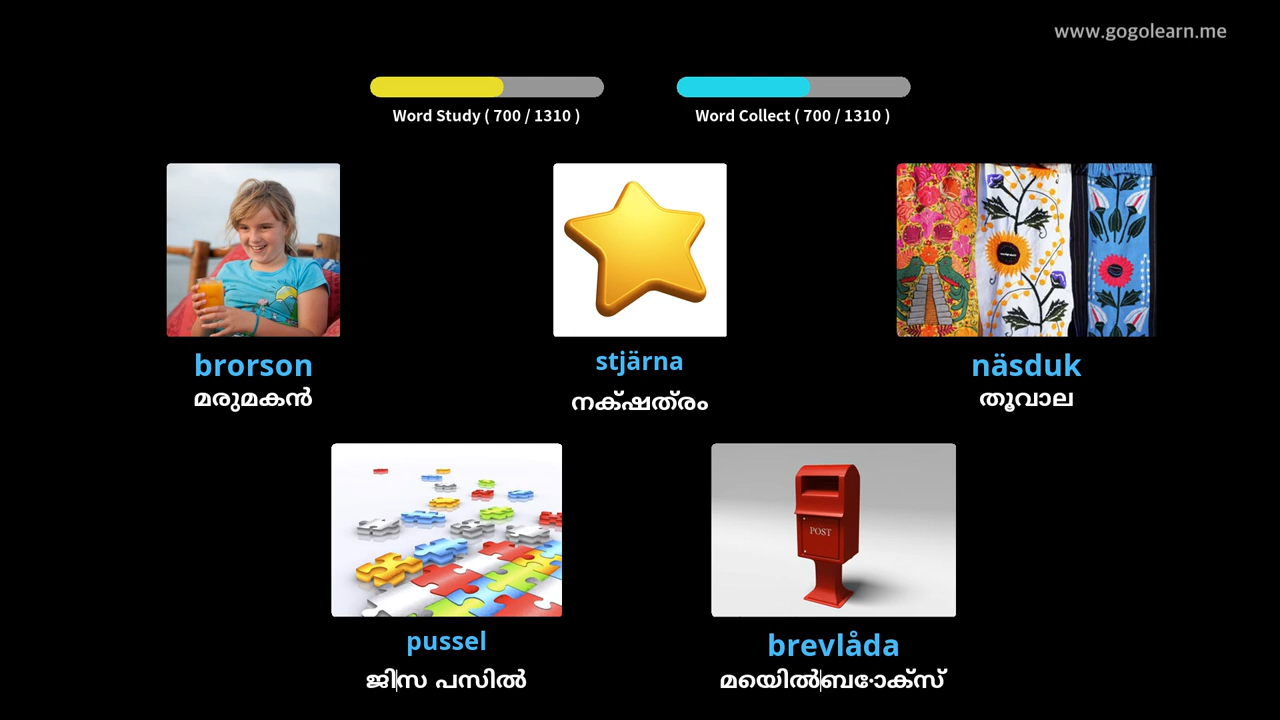 www.gogolearn.me
Word Study ( 700 / 1310 )
Word Collect ( 700 / 1310 )
brorson
മരുമകൻ
stjärna
നക്ഷത്രം
näsduk
തൂവാല
POST
pussel
ജിസ പസിൽ
brevlåda
മയെിൽബോക്സ്